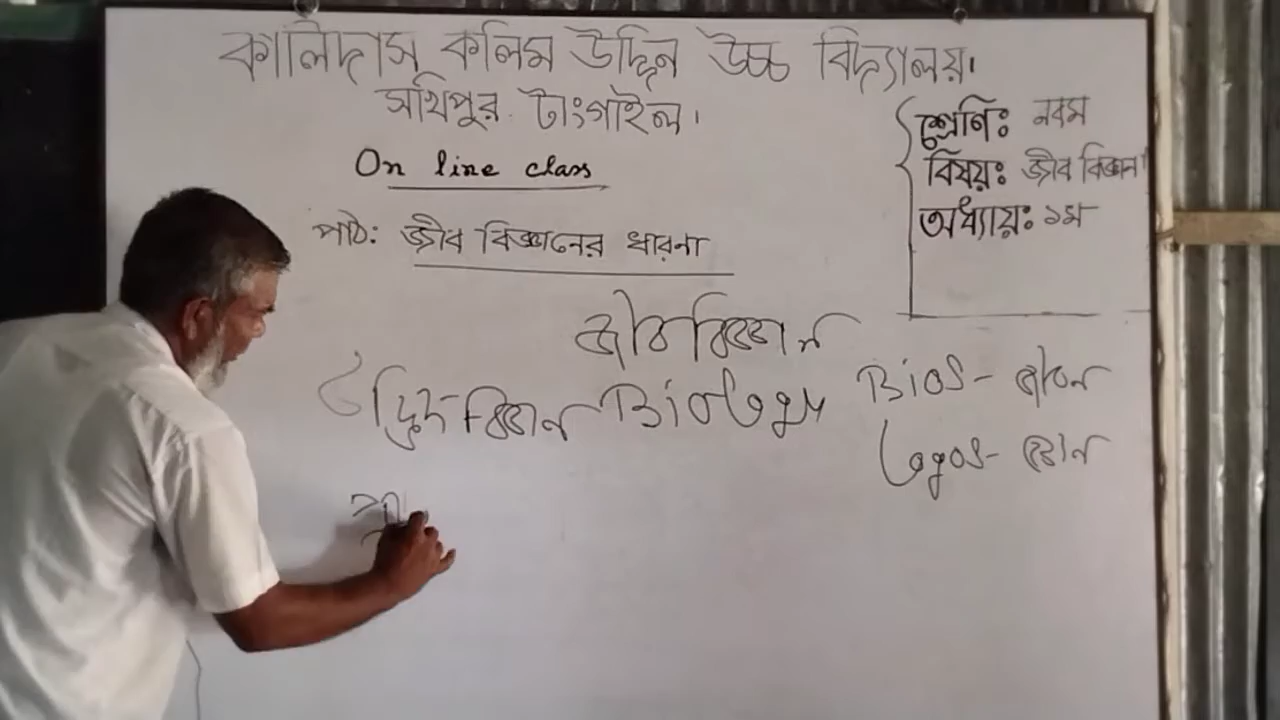 কালিদাস কলিম উদ্দিন উচ্চ বিদ্যালয়।
সখিপুর টাংগাইল।
On line class
পাঠ: জীব বিজ্ঞানের ধারনা
শ্রেণিঃ নবম
বিষয়ঃ জীব বিজ্ঞান
অধ্যায়ঃ ১ম
জীববিজ্ঞান
উদ্ভিদ-বিজ্ঞান Biology Bios- জীবন
Logos- জ্ঞান